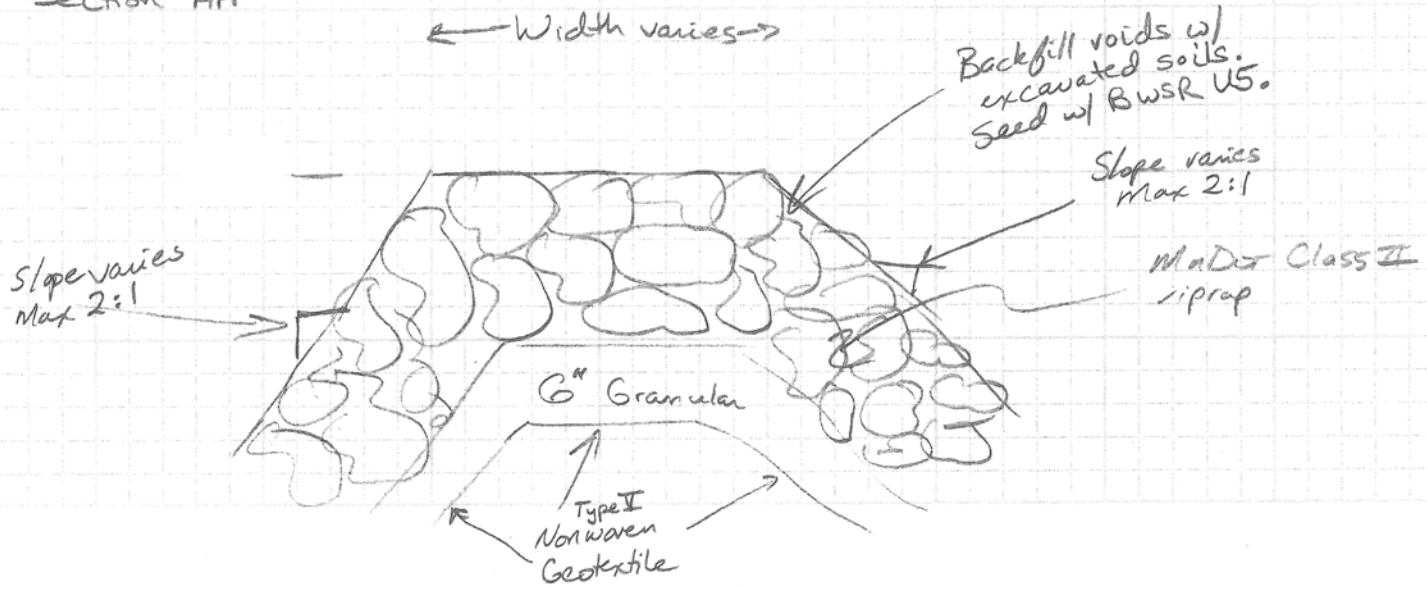 Section
Width varies
Backfill voids w/
excavated soils.
Seed w/ BWSR U5.
Slope varies
Max 2:1
MnDOT Class II
riprap
Slope varies
Max 2:1
6" Granular
Type V
Nonwoven
Geotextile